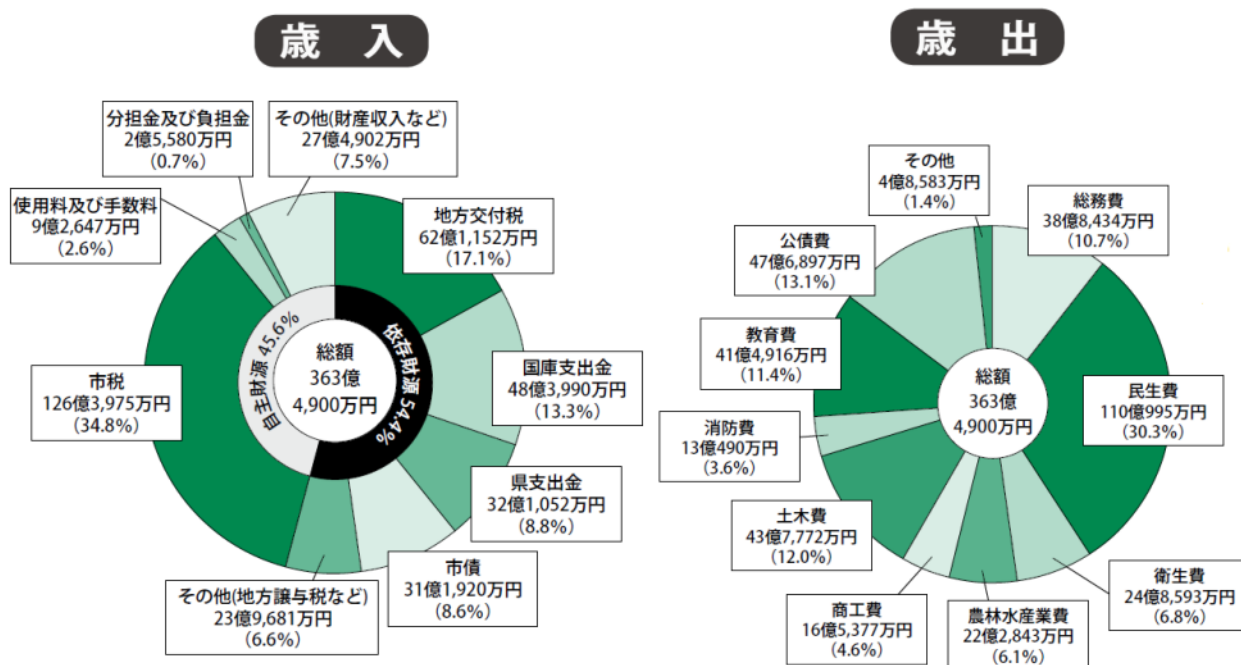 歳 入
分担金及び負担金
2億5,580万円
(0.7%)
その他(財産収入など)
27億4,902万円
(7.5%)
使用料及び手数料
9億2,647万円
(2.6%)
地方交付税
62億1,152万円
(17.1%)
自主財源 45.6%
依存財源 54.4%
総額
363億
4,900万円
市税
126億3,975万円
(34.8%)
国庫支出金
48億3,990万円
(13.3%)
県支出金
32億1,052万円
(8.8%)
市債
31億1,920万円
(8.6%)
その他(地方譲与税など)
23億9,681万円
(6.6%)
歳 出
その他
4億8,583万円
(1.4%)
総務費
38億8,434万円
(10.7%)
公債費
47億6,897万円
(13.1%)
教育費
41億4,916万円
(11.4%)
総額
363億
4,900万円
民生費
110億995万円
(30.3%)
消防費
13億490万円
(3.6%)
土木費
43億7,772万円
(12.0%)
衛生費
24億8,593万円
(6.8%)
商工費
16億5,377万円
(4.6%)
農林水産業費
22億2,843万円
(6.1%)